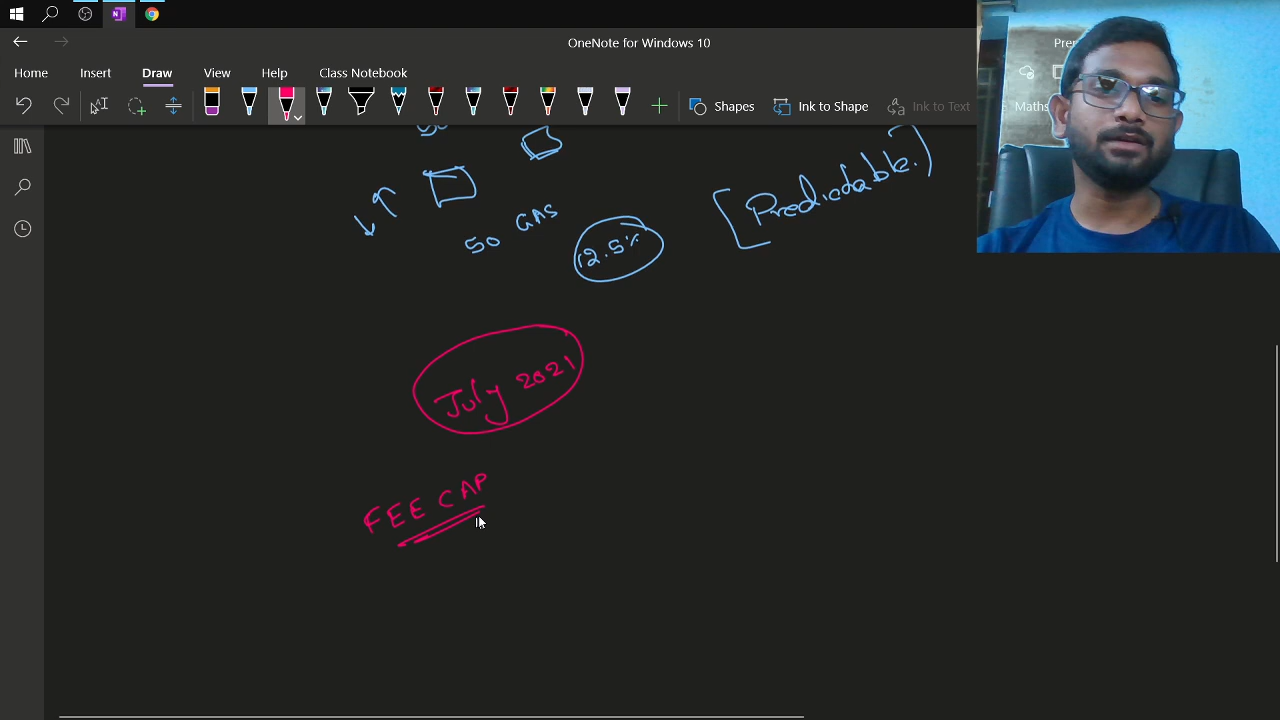 OneNote for Windows 10
Home Insert Draw View Help Class Notebook
Shapes Ink to Shape Ink to Text Maths
50 GAS
12.5%
[Predictable.]
July 2021
FEE CAP